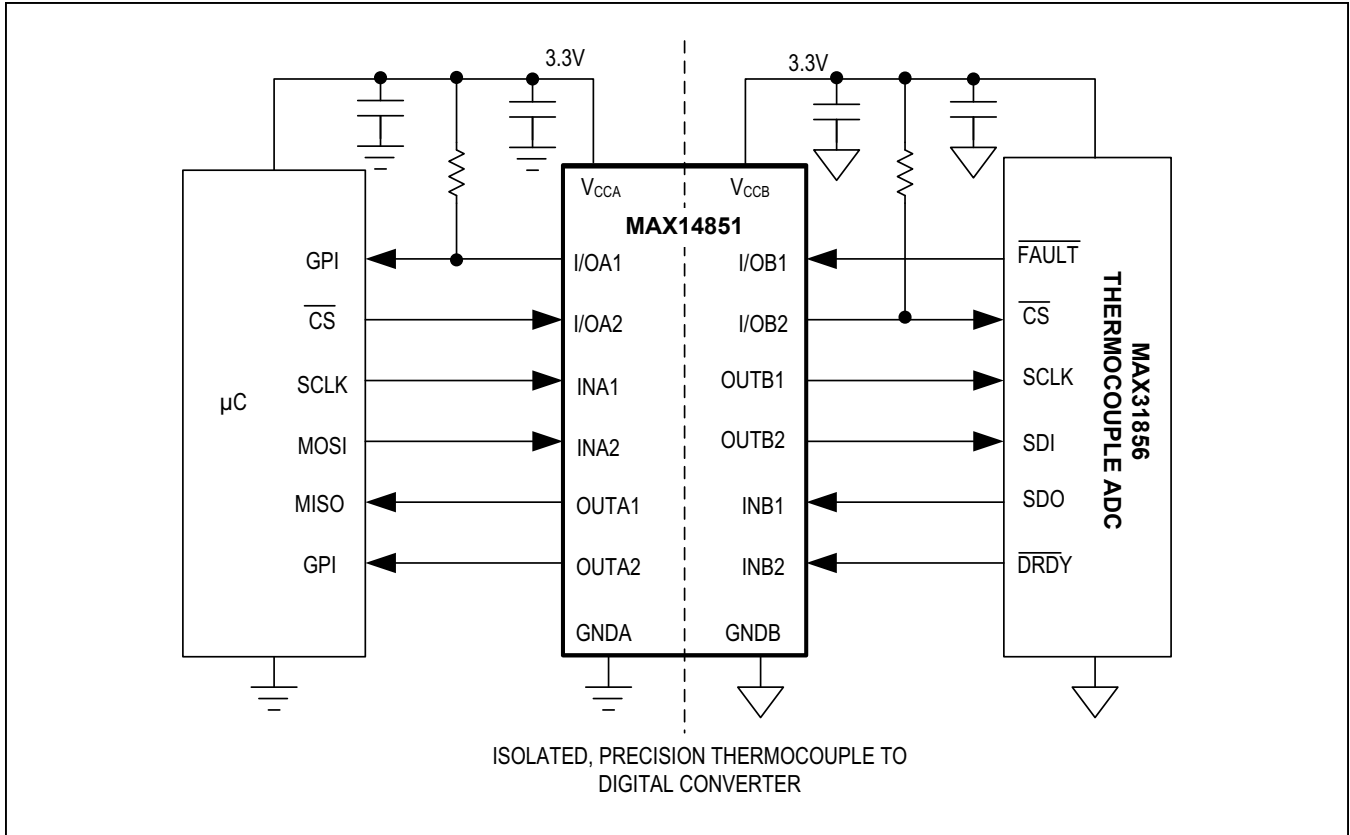 3.3V
3.3V
VCCA
VCCB
MAX14851
GPI
I/OA1
I/OB1
FAULT
CS
I/OA2
I/OB2
CS
SCLK
INA1
OUTB1
SCLK
µC
MOSI
INA2
OUTB2
SDI
MISO
OUTA1
INB1
SDO
GPI
OUTA2
INB2
DRDY
GNDA
GNDB
MAX31856
THERMOCOUPLE ADC
ISOLATED, PRECISION THERMOCOUPLE TO
DIGITAL CONVERTER